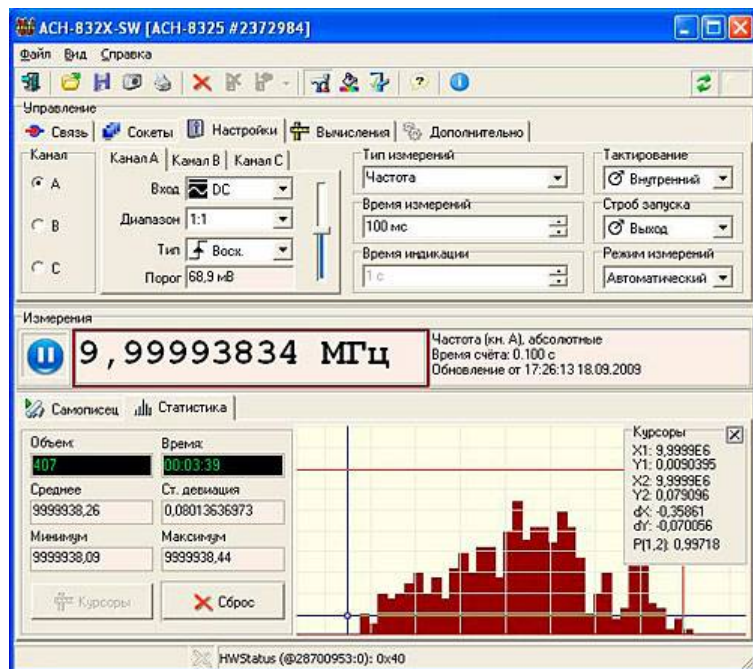 ACH-832X-SW [ACH-8325 #2372984]
Файл Вид Справка
Управление
Связь Сокеты Настройки Вычисления Дополнительно
Канал
A
B
C
Канал A Канал B Канал C
Вход DC
Диапазон 1:1
Тип Восх.
Порог 68,9 мВ
Тип измерений
Частота
Время измерений
100 мс
Время индикации
1 с
Тактирование
Внутренний
Строб запуска
Выход
Режим измерений
Автоматический
Измерения
9,99993834 МГц
Частота (кн. A), абсолютные
Время счёта: 0.100 с
Обновление от 17:26:13 18.09.2009
Самописец Статистика
Объем: Время:
407 00:03:39
Среднее Ст. девиация
9999938,26 0,08013636973
Минимум Максимум
9999938,09 9999938,44
Курсоры Сброс
Курсоры
X1: 9,9999E6
Y1: 0,0090395
X2: 9,9999E6
Y2: 0,079096
dX: -0,35861
dY: -0,070056
P(1,2): 0,99718
HWStatus (@28700953:0): 0x40